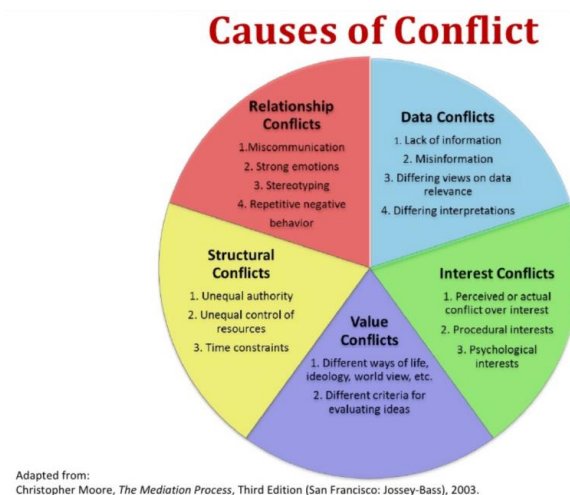 Causes of Conflict
Relationship
Conflicts
1.Miscommunication
2. Strong emotions
3. Stereotyping
4. Repetitive negative
behavior
Data Conflicts
1. Lack of information
2. Misinformation
3. Differing views on data
relevance
4. Differing interpretations
Structural
Conflicts
1. Unequal authority
2. Unequal control of
resources
3. Time constraints
Interest Conflicts
1. Perceived or actual
conflict over interest
2. Procedural interests
3. Psychological
interests
Value
Conflicts
1. Different ways of life,
ideology, world view, etc.
2. Different criteria for
evaluating ideas
Adapted from:
Christopher Moore, The Mediation Process, Third Edition (San Francisco: Jossey-Bass), 2003.